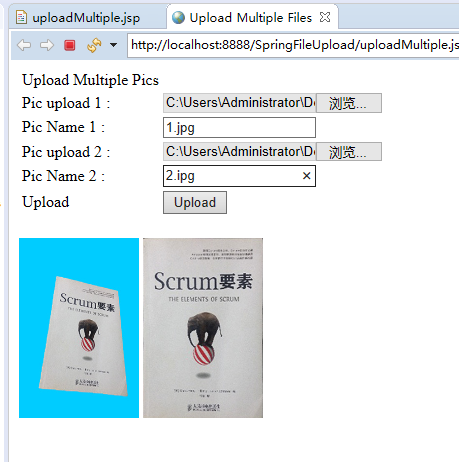 uploadMultiple.jsp
Upload Multiple Files
http://localhost:8888/SpringFileUpload/uploadMultiple.js
Upload Multiple Pics
Pic upload 1 : C:\Users\Administrator\De 浏览...
Pic Name 1 : 1.jpg
Pic upload 2 : C:\Users\Administrator\De 浏览...
Pic Name 2 : 2.ipg
Upload Upload
Scrum要素
THE ELEMENTS OF SCRUM
Scrum要素
THE ELEMENTS OF SCRUM